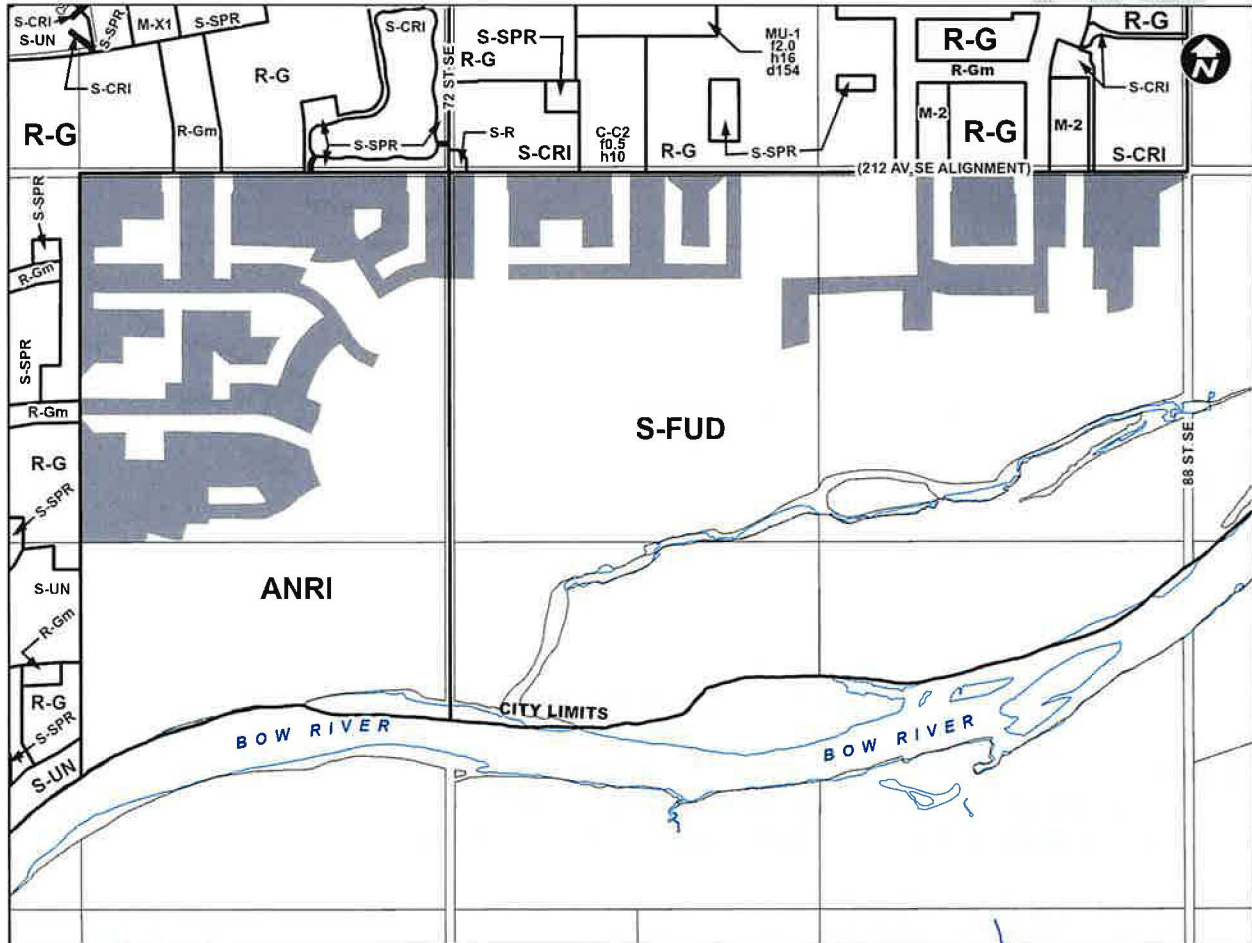 S-CRI
S-UN
S-SPR
M-X1
S-SPR
S-CRI
S-CRI
R-G
R-Gm
R-G
S-SPR
72 ST. SE
S-SPR
R-G
S-R
S-CRI
C-C2
f0.5
h10
MU-1
f2.0
h16
d154
R-G
S-SPR
R-G
R-Gm
M-2
R-G
M-2
R-G
S-CRI
S-CRI
N
(212 AV. SE ALIGNMENT)
S-SPR
R-Gm
S-SPR
R-Gm
R-G
S-SPR
S-UN
R-Gm
R-G
S-SPR
S-UN
S-FUD
88 ST. SE
ANRI
CITY LIMITS
BOW RIVER
BOW RIVER